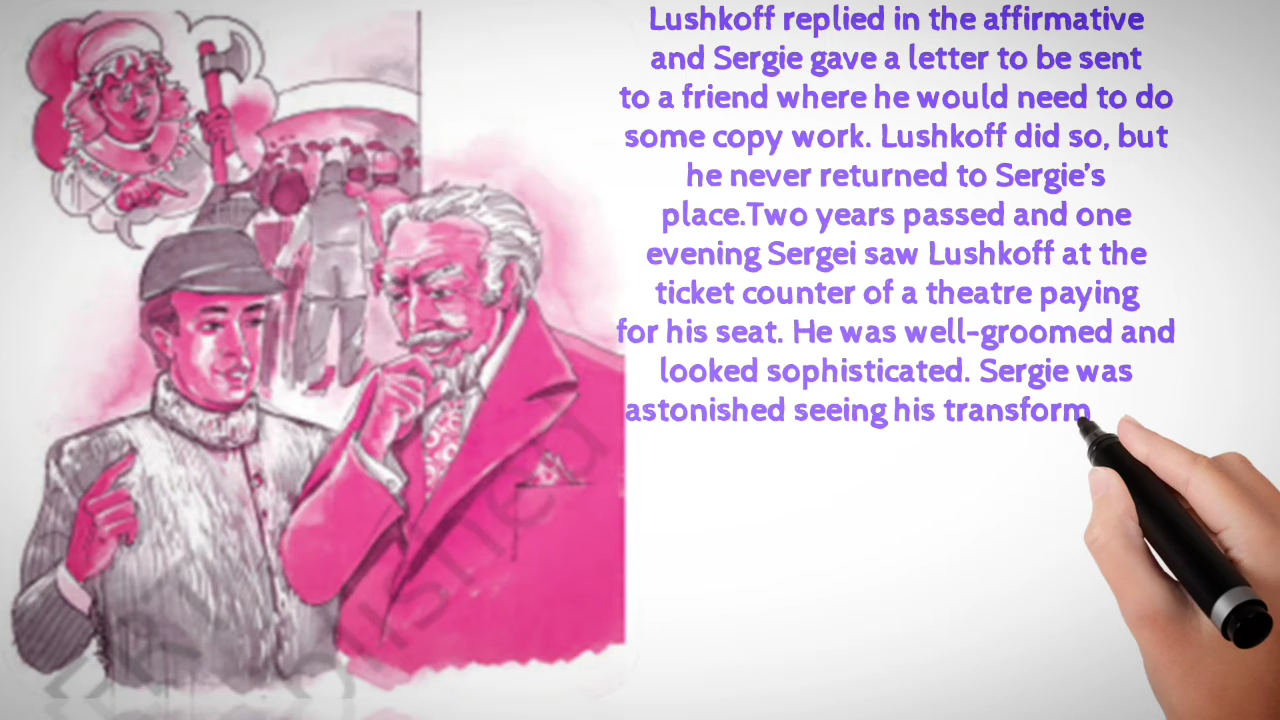 Lushkoff replied in the affirmative
and Sergie gave a letter to be sent
to a friend where he would need to do
some copy work. Lushkoff did so, but
he never returned to Sergie's
place.Two years passed and one
evening Sergei saw Lushkoff at the
ticket counter of a theatre paying
for his seat. He was well-groomed and
looked sophisticated. Sergie was
astonished seeing his transform